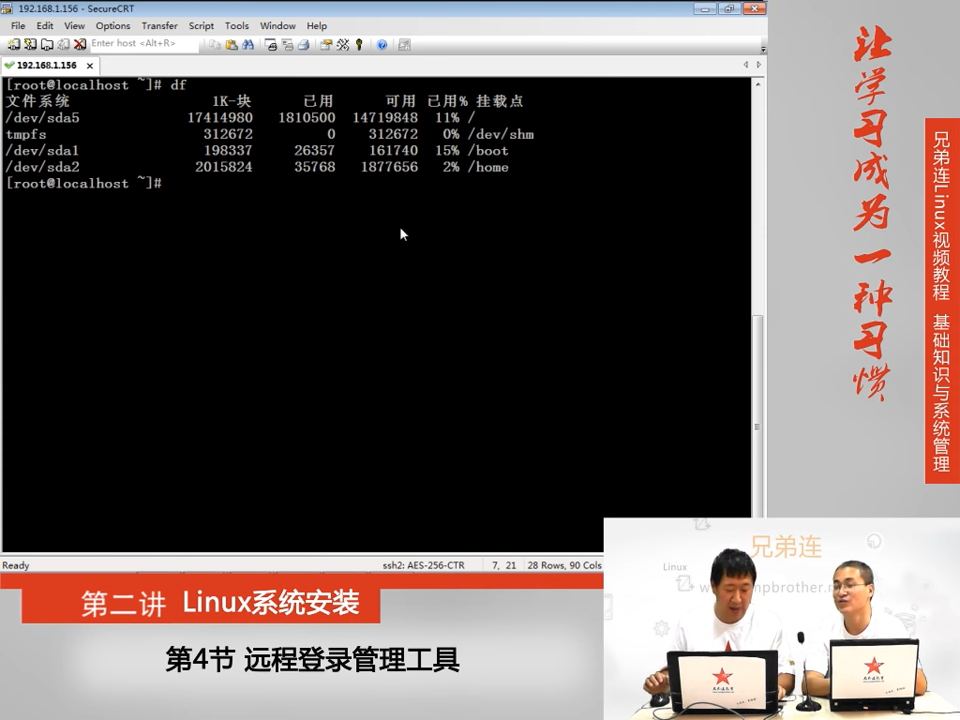 192.168.1.156 - SecureCRT
File Edit View Options Transfer Script Tools Window Help
Enter host <Alt+R>
192.168.1.156
[root@localhost ~]# df
文件系统 1K-块 已用 可用 已用% 挂载点
/dev/sda5 17414980 1810500 14719848 11% /
tmpfs 312672 0 312672 0% /dev/shm
/dev/sda1 198337 26357 161740 15% /boot
/dev/sda2 2015824 35768 1877656 2% /home
[root@localhost ~]#
Ready ssh2: AES-256-CTR 7, 21 28 Rows, 90 Cols
让学习成为一种习惯
兄弟连Linux视频教程 基础知识与系统管理
第二讲 Linux系统安装
第4节 远程登录管理工具
兄弟连
Linux